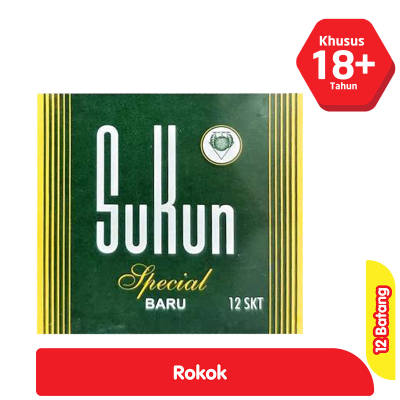 Khusus
18+
Tahun
SuKun
Special
BARU
12 SKT
12 Batang
Rokok